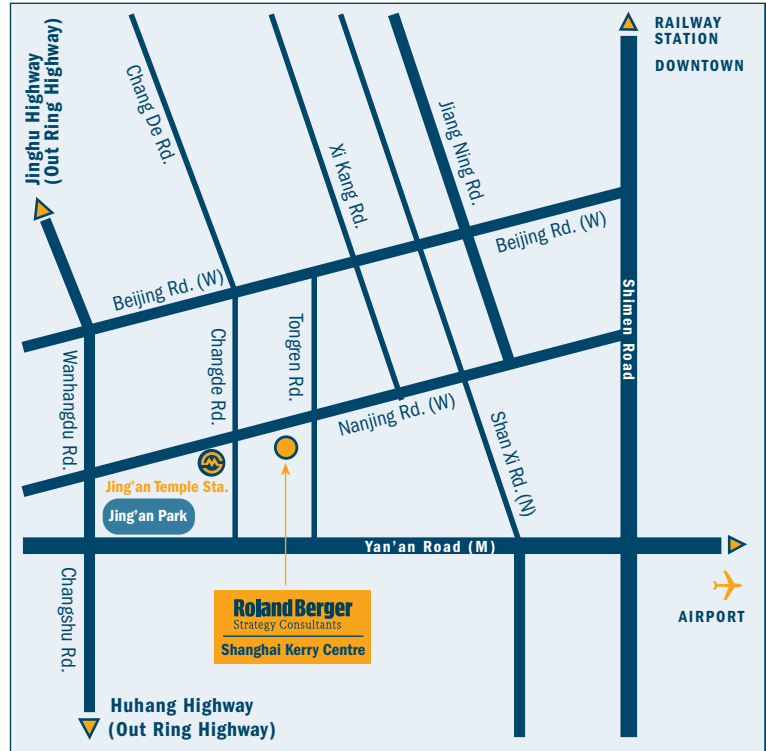 RAILWAY
STATION
DOWNTOWN
Jinghu Highway
(Out Ring Highway)
Chang De Rd.
Xi Kang Rd.
Jiang Ning Rd.
Beijing Rd. (W)
Beijing Rd. (W)
Shimen Road
Wanhangdu Rd.
Changde Rd.
Tongren Rd.
Nanjing Rd. (W)
Shan Xi Rd. (N)
Jing'an Temple Sta.
Jing'an Park
Yan'an Road (M)
Changshu Rd.
Roland Berger
Strategy Consultants
Shanghai Kerry Centre
AIRPORT
Huhang Highway
(Out Ring Highway)